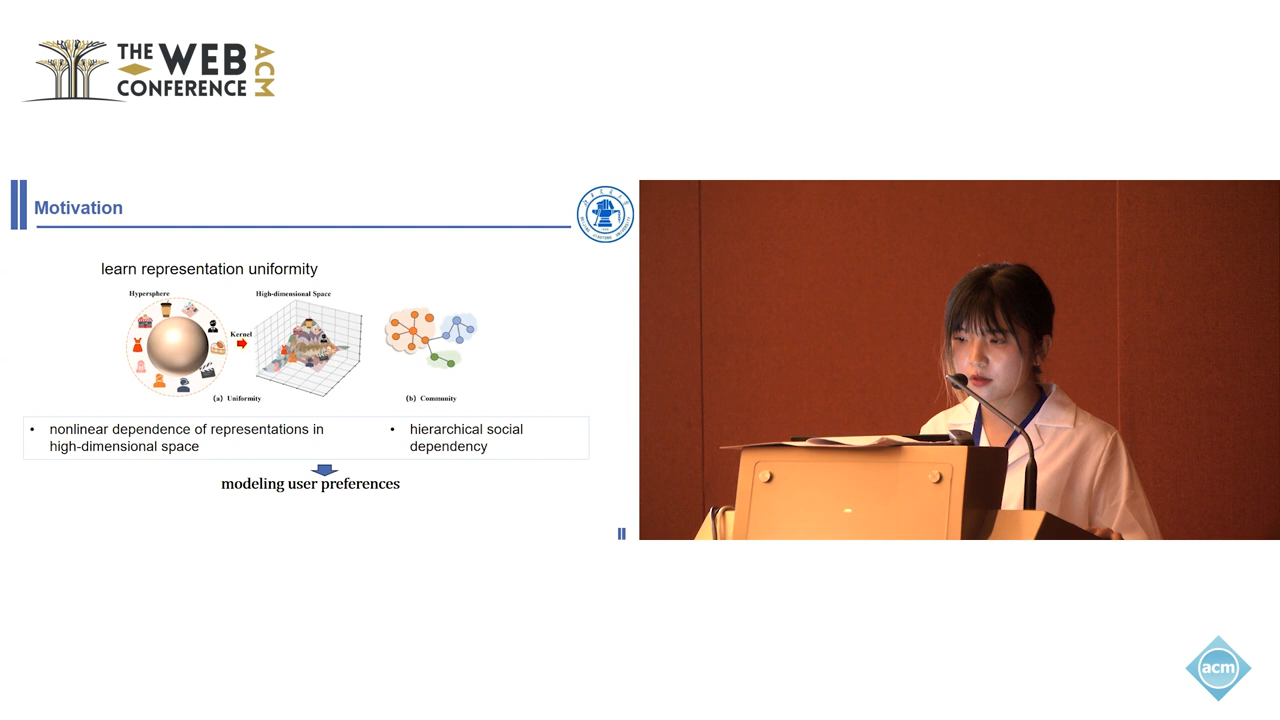 THE WEB
CONFERENCE
ACM
Motivation
learn representation uniformity
Hypersphere
High-dimensional Space
Kernel
(a) Uniformity
(b) Community
• nonlinear dependence of representations in
high-dimensional space
• hierarchical social
dependency
modeling user preferences
acm